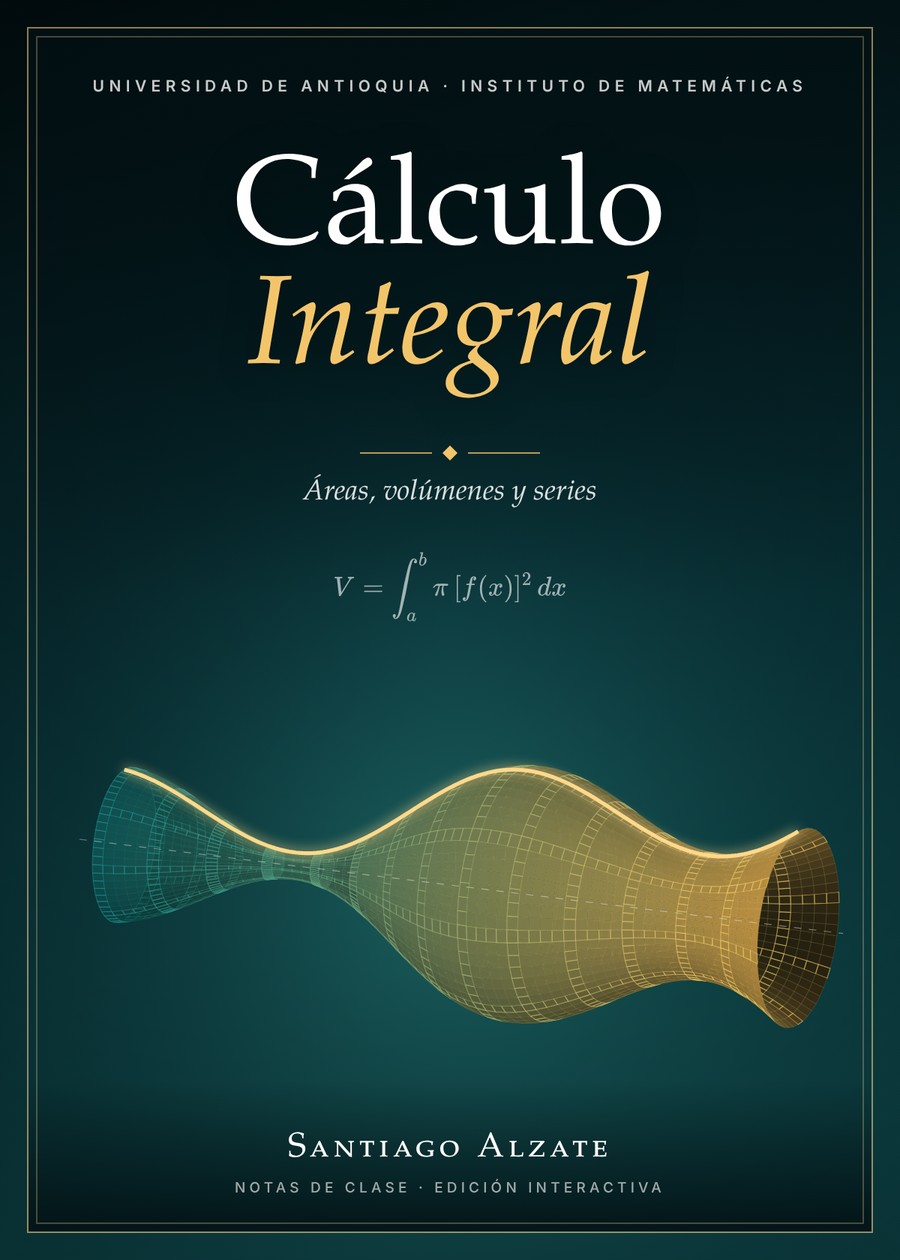 UNIVERSIDAD DE ANTIOQUIA · INSTITUTO DE MATEMÁTICAS
Cálculo
Integral
Áreas, volúmenes y series
V = ∫_a^b π [f(x)]² dx
SANTIAGO ALZATE
NOTAS DE CLASE · EDICIÓN INTERACTIVA